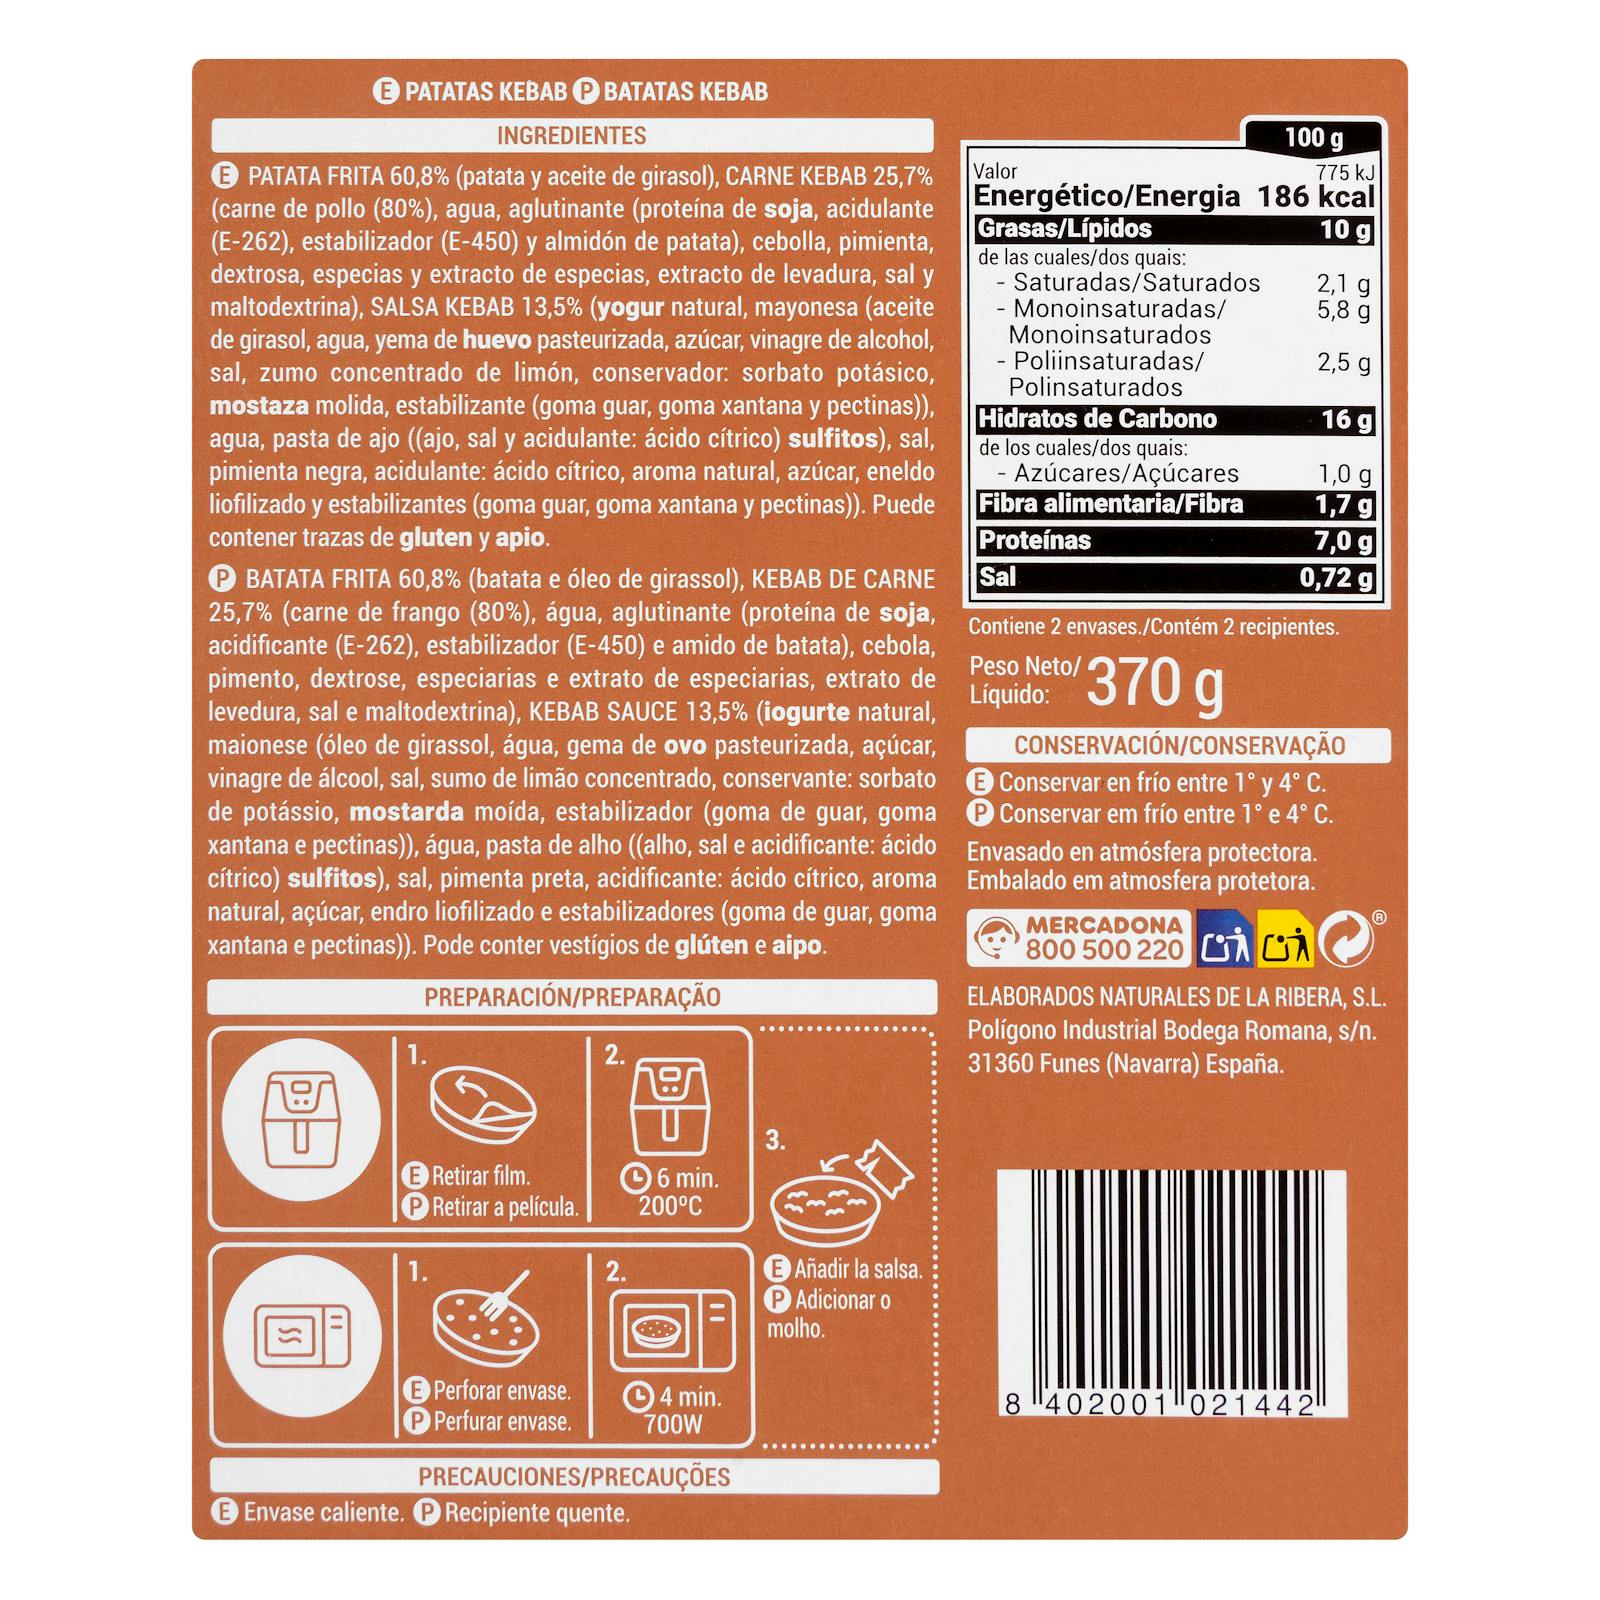 E PATATAS KEBAB P BATATAS KEBAB
INGREDIENTES
E PATATA FRITA 60,8% (patata y aceite de girasol), CARNE KEBAB 25,7%
(carne de pollo (80%), agua, aglutinante (proteína de soja, acidulante
(E-262), estabilizador (E-450) y almidón de patata), cebolla, pimienta,
dextrosa, especias y extracto de especias, extracto de levadura, sal y
maltodextrina), SALSA KEBAB 13,5% (yogur natural, mayonesa (aceite
de girasol, agua, yema de huevo pasteurizada, azúcar, vinagre de alcohol,
sal, zumo concentrado de limón, conservador: sorbato potásico,
mostaza molida, estabilizante (goma guar, goma xantana y pectinas)),
agua, pasta de ajo ((ajo, sal y acidulante: ácido cítrico) sulfitos), sal,
pimienta negra, acidulante: ácido cítrico, aroma natural, azúcar, eneldo
liofilizado y estabilizantes (goma guar, goma xantana y pectinas)). Puede
contener trazas de gluten y apio.
P BATATA FRITA 60,8% (batata e óleo de girassol), KEBAB DE CARNE
25,7% (carne de frango (80%), água, aglutinante (proteína de soja,
acidificante (E-262), estabilizador (E-450) e amido de batata), cebola,
pimento, dextrose, especiarias e extrato de especiarias, extrato de
levedura, sal e maltodextrina), KEBAB SAUCE 13,5% (iogurte natural,
maionese (óleo de girassol, água, gema de ovo pasteurizada, açúcar,
vinagre de álcool, sal, sumo de limão concentrado, conservante: sorbato
de potássio, mostarda moída, estabilizador (goma de guar, goma
xantana e pectinas)), água, pasta de alho ((alho, sal e acidificante: ácido
cítrico) sulfitos), sal, pimenta preta, acidificante: ácido cítrico, aroma
natural, açúcar, endro liofilizado e estabilizadores (goma de guar, goma
xantana e pectinas)). Pode conter vestígios de glúten e aipo.
PREPARACIÓN/PREPARAÇÃO
1.
E Retirar film.
P Retirar a película.
2.
6 min.
200ºC
1.
E Perforar envase.
P Perfurar envase.
2.
4 min.
700W
3.
E Añadir la salsa.
P Adicionar o
molho.
PRECAUCIONES/PRECAUÇÕES
E Envase caliente. P Recipiente quente.
100 g
Valor 775 kJ
Energético/Energia 186 kcal
Grasas/Lípidos 10 g
de las cuales/dos quais:
- Saturadas/Saturados 2,1 g
- Monoinsaturadas/ 5,8 g
Monoinsaturados
- Poliinsaturadas/ 2,5 g
Polinsaturados
Hidratos de Carbono 16 g
de los cuales/dos quais:
- Azúcares/Açúcares 1,0 g
Fibra alimentaria/Fibra 1,7 g
Proteínas 7,0 g
Sal 0,72 g
Contiene 2 envases./Contém 2 recipientes.
Peso Neto/
Líquido: 370 g
CONSERVACIÓN/CONSERVAÇÃO
E Conservar en frío entre 1° y 4° C.
P Conservar em frío entre 1° e 4° C.
Envasado en atmósfera protectora.
Embalado em atmosfera protetora.
MERCADONA
800 500 220
®
ELABORADOS NATURALES DE LA RIBERA, S.L.
Polígono Industrial Bodega Romana, s/n.
31360 Funes (Navarra) España.
8 402001 021442